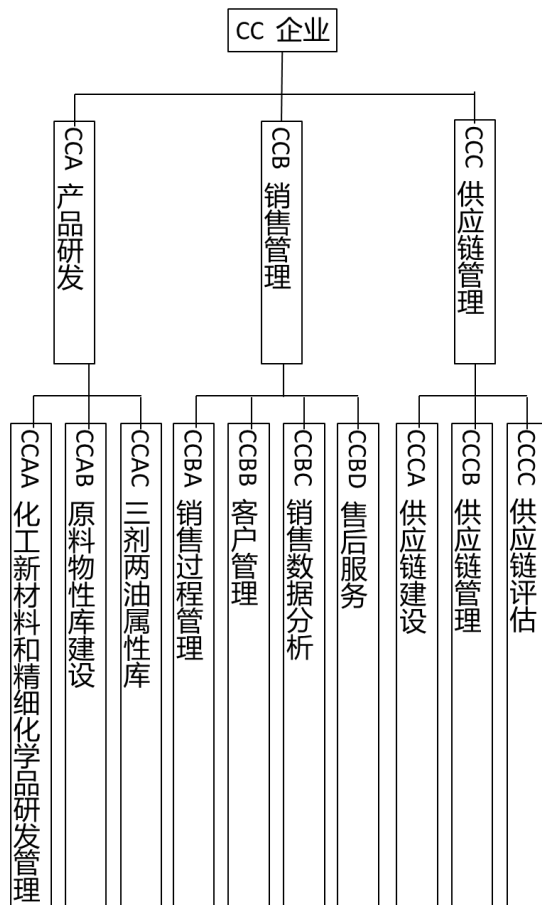 CC 企业
CCA 产品研发
CCB 销售管理
CCC 供应链管理
CCAA 化工新材料和精细化学品研发管理
CCAB 原料物性库建设
CCAC 三剂两油属性库
CCBA 销售过程管理
CCBB 客户管理
CCBC 销售数据分析
CCBD 售后服务
CCCA 供应链建设
CCCB 供应链管理
CCCC 供应链评估